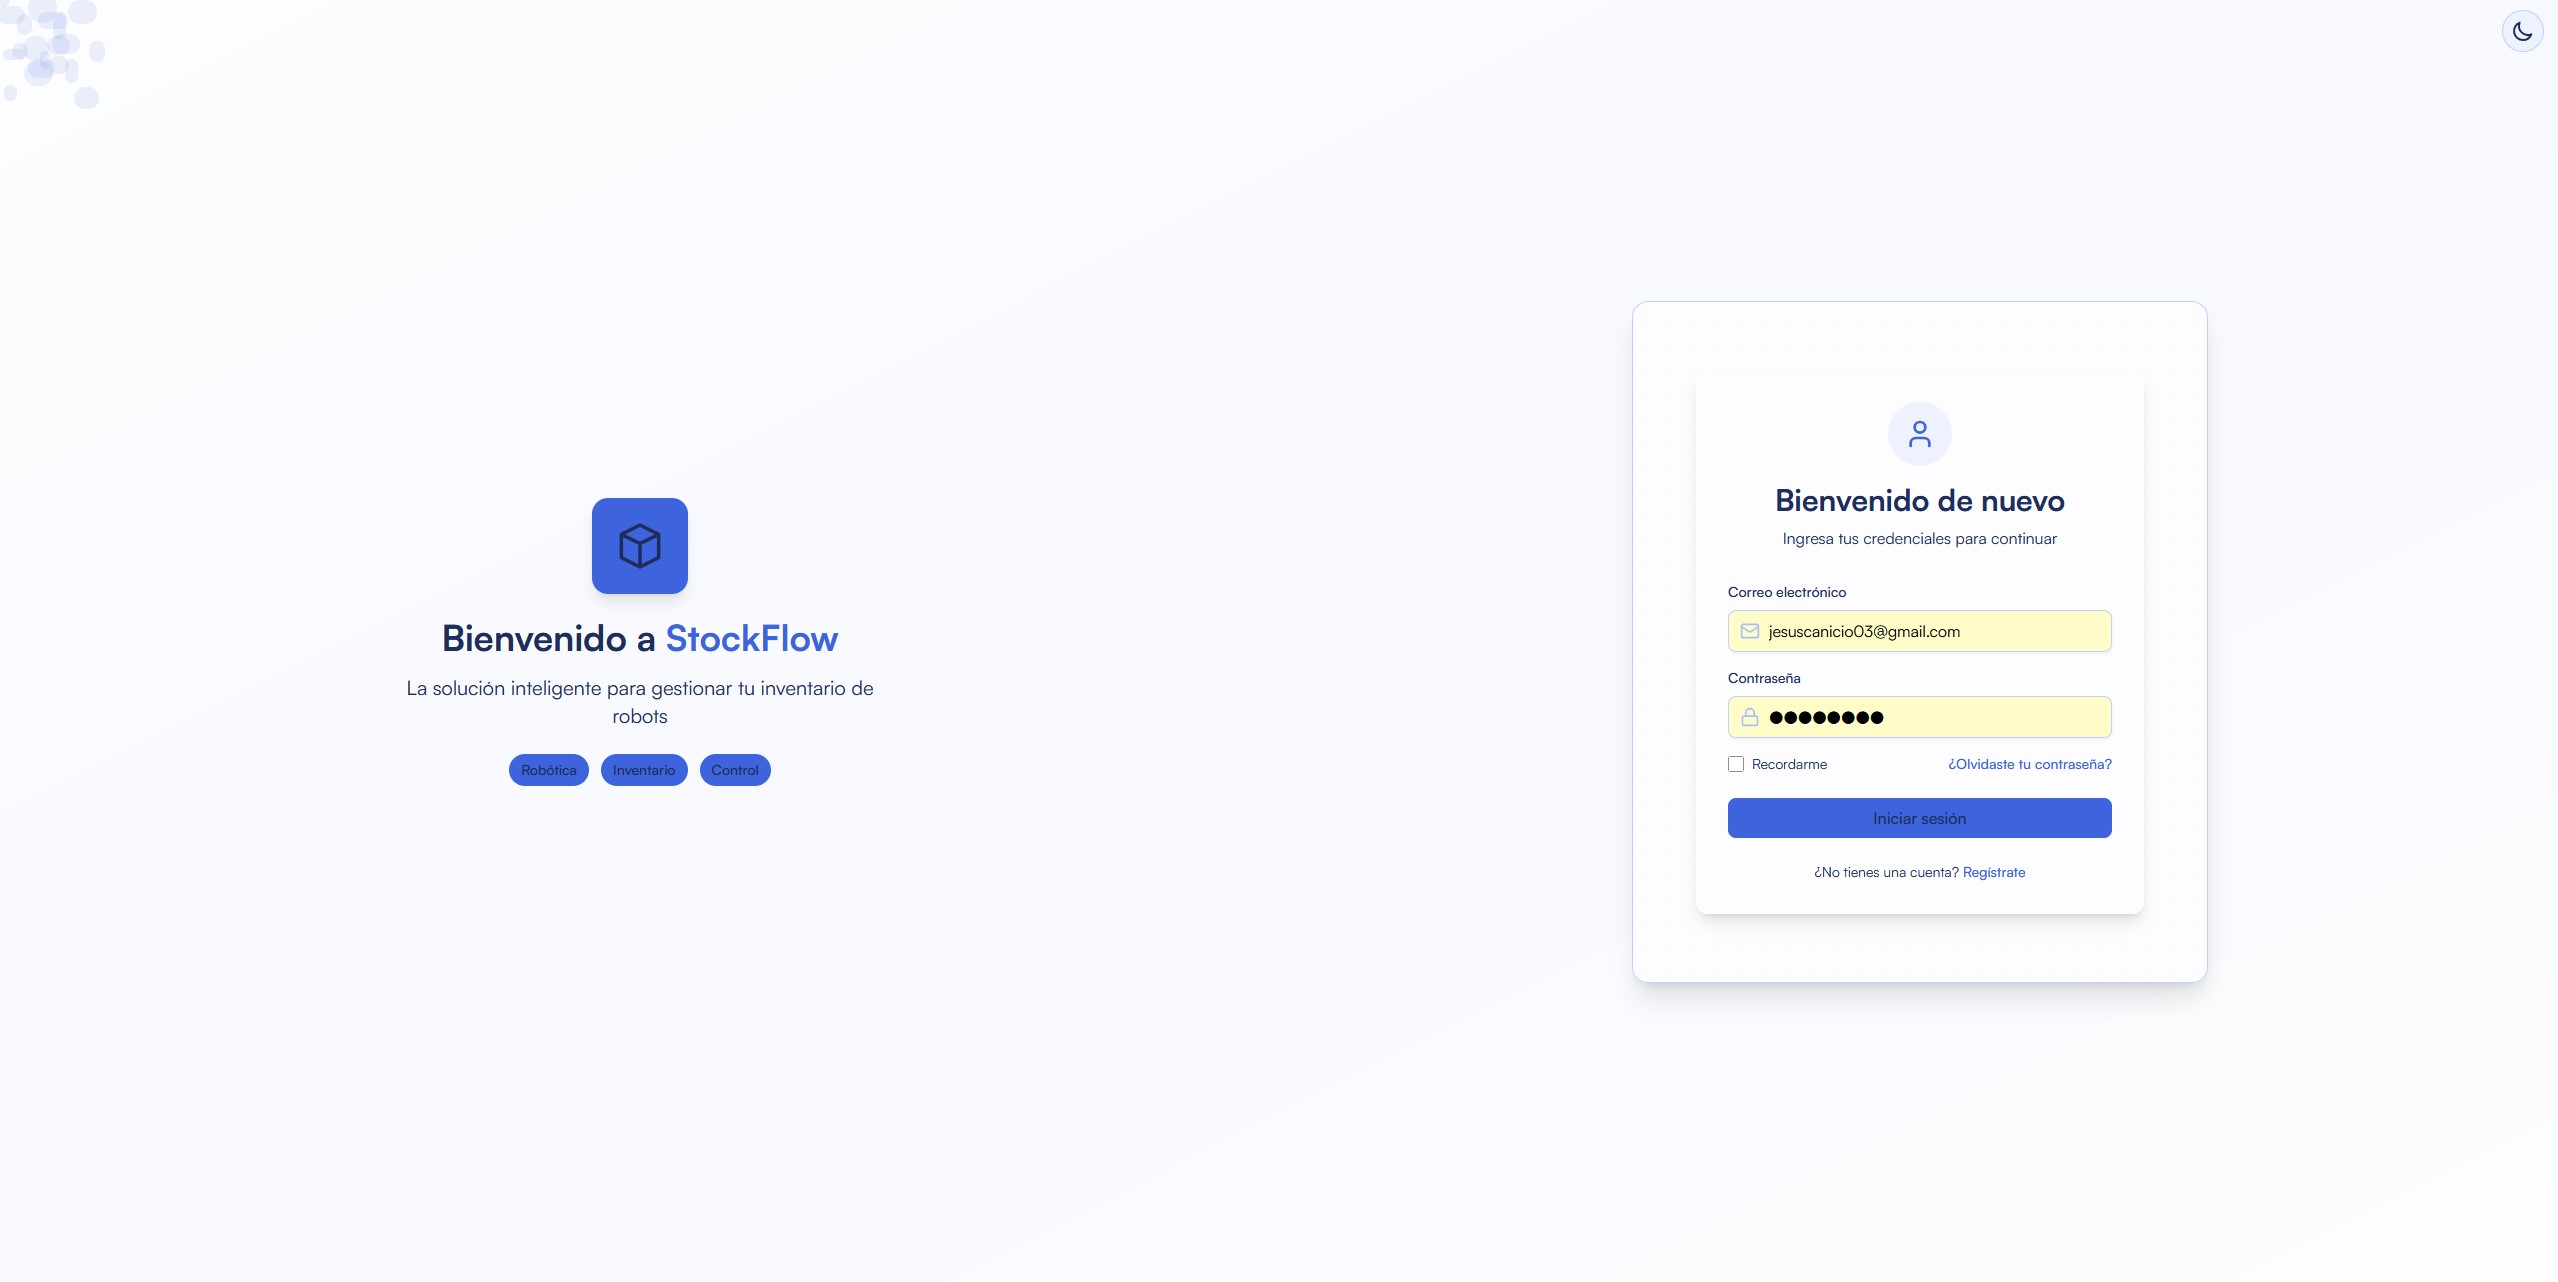 Bienvenido a StockFlow
La solución inteligente para gestionar tu inventario de
robots
Robótica Inventario Control
Bienvenido de nuevo
Ingresa tus credenciales para continuar
Correo electrónico
jesuscanicio03@gmail.com
Contraseña
●●●●●●●●
Recordarme ¿Olvidaste tu contraseña?
Iniciar sesión
¿No tienes una cuenta? Regístrate